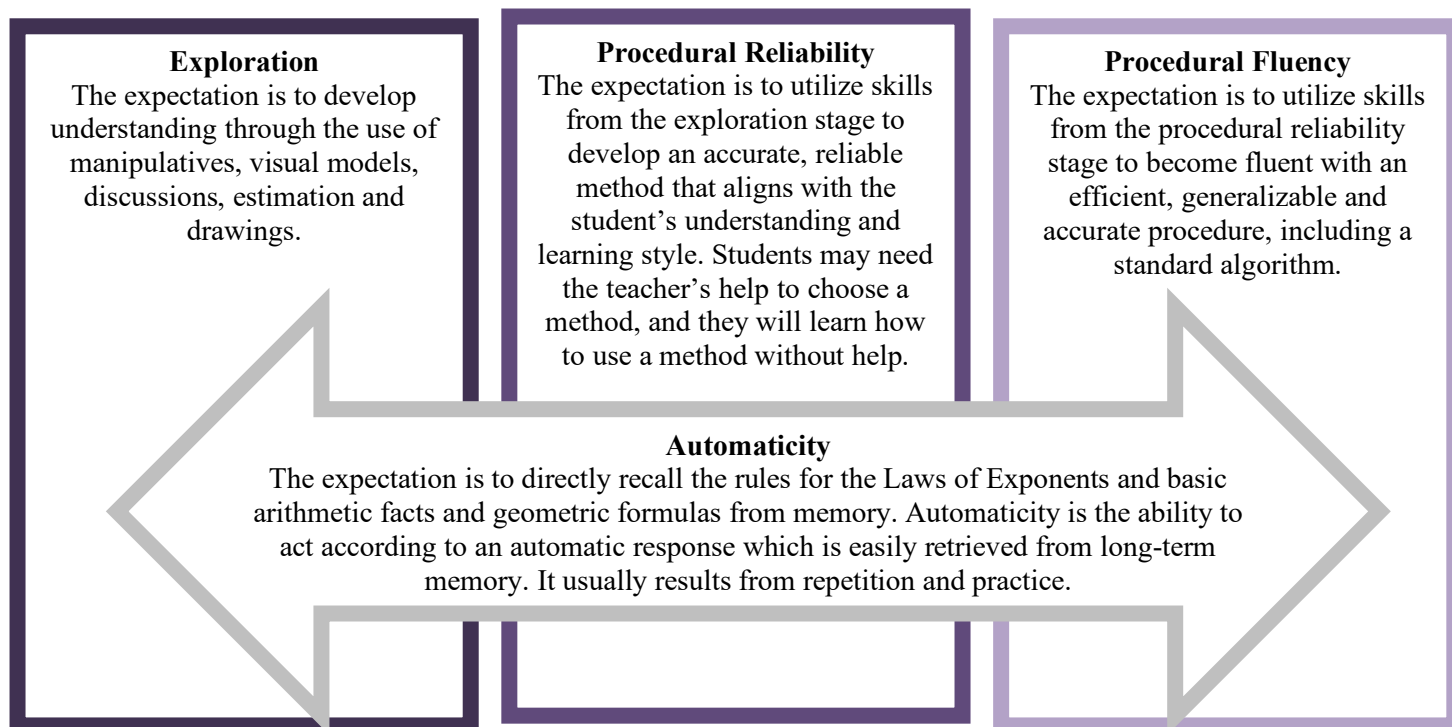 Exploration
The expectation is to develop
understanding through the use of
manipulatives, visual models,
discussions, estimation and
drawings.
Procedural Reliability
The expectation is to utilize skills
from the exploration stage to
develop an accurate, reliable
method that aligns with the
student’s understanding and
learning style. Students may need
the teacher’s help to choose a
method, and they will learn how
to use a method without help.
Procedural Fluency
The expectation is to utilize skills
from the procedural reliability
stage to become fluent with an
efficient, generalizable and
accurate procedure, including a
standard algorithm.
Automaticity
The expectation is to directly recall the rules for the Laws of Exponents and basic
arithmetic facts and geometric formulas from memory. Automaticity is the ability to
act according to an automatic response which is easily retrieved from long-term
memory. It usually results from repetition and practice.